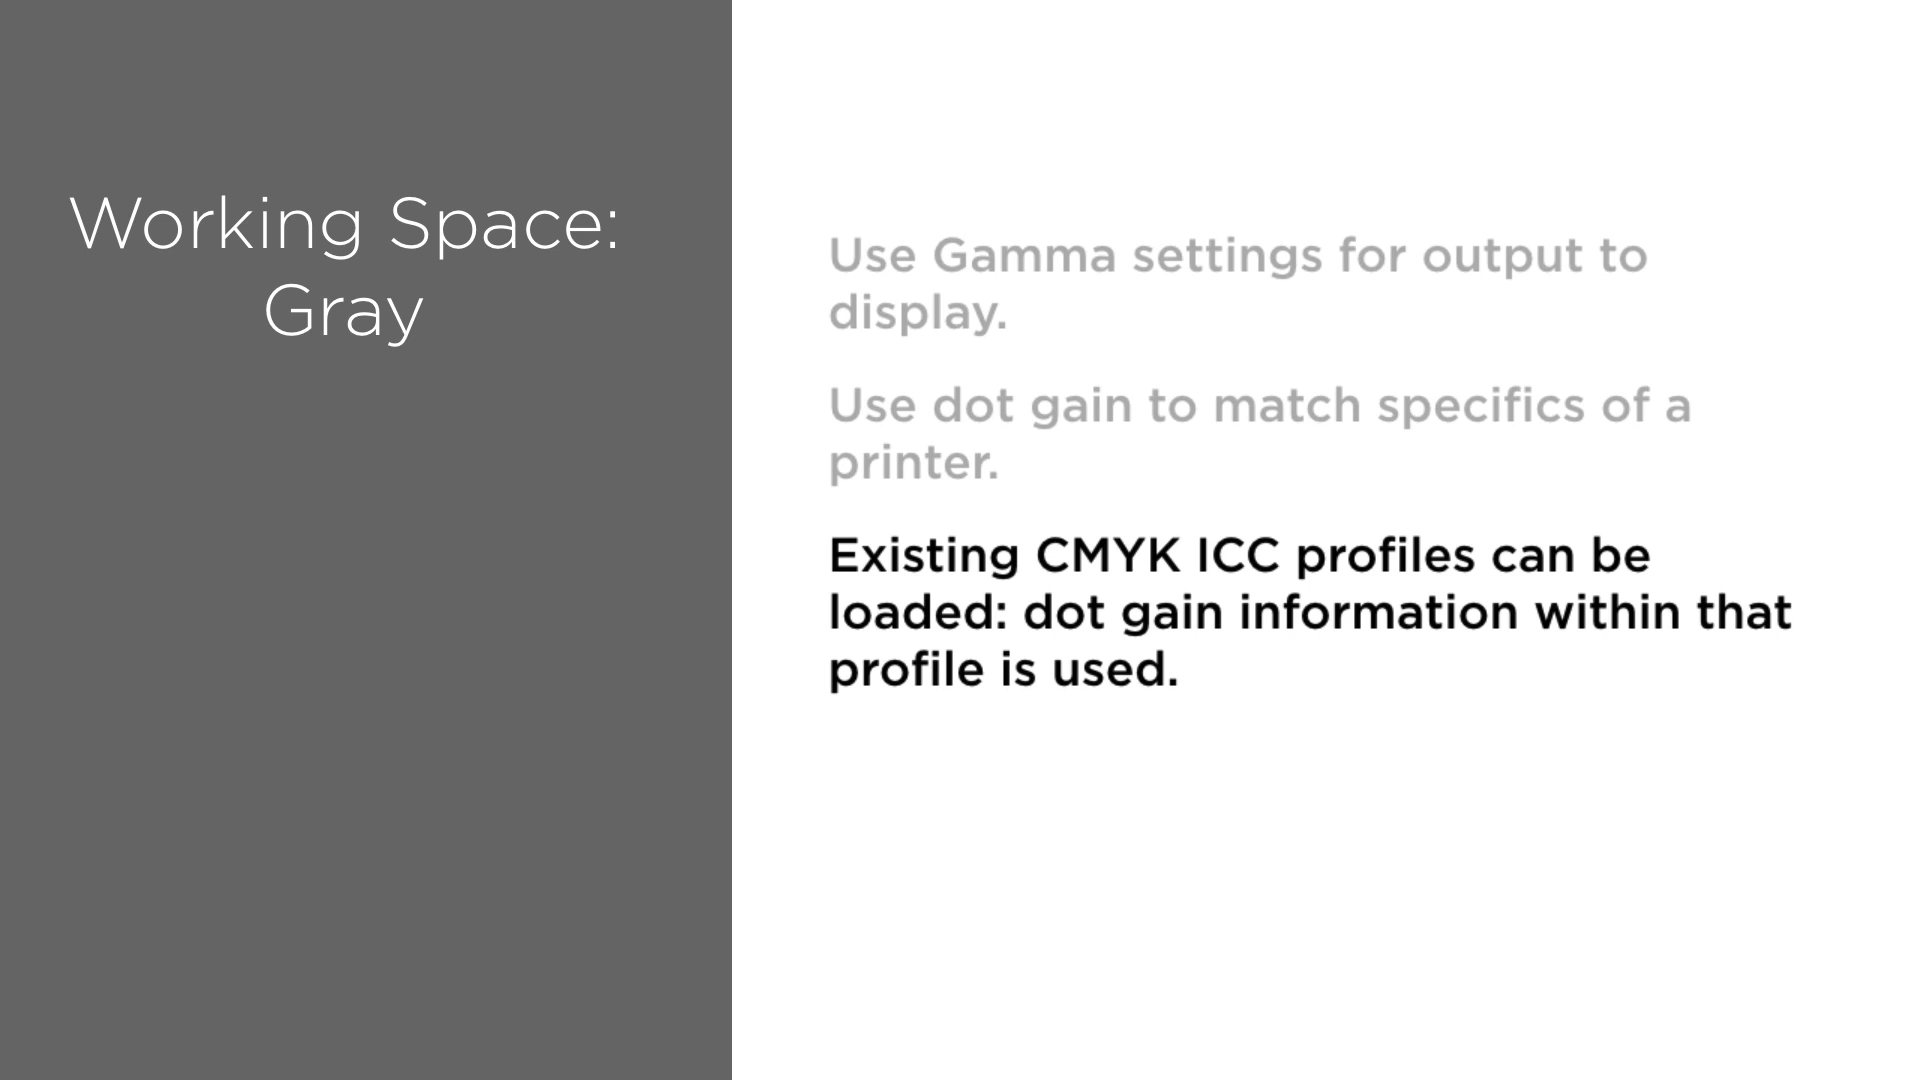 Working Space:
Gray
Use Gamma settings for output to
display.
Use dot gain to match specifics of a
printer.
Existing CMYK ICC profiles can be
loaded: dot gain information within that
profile is used.